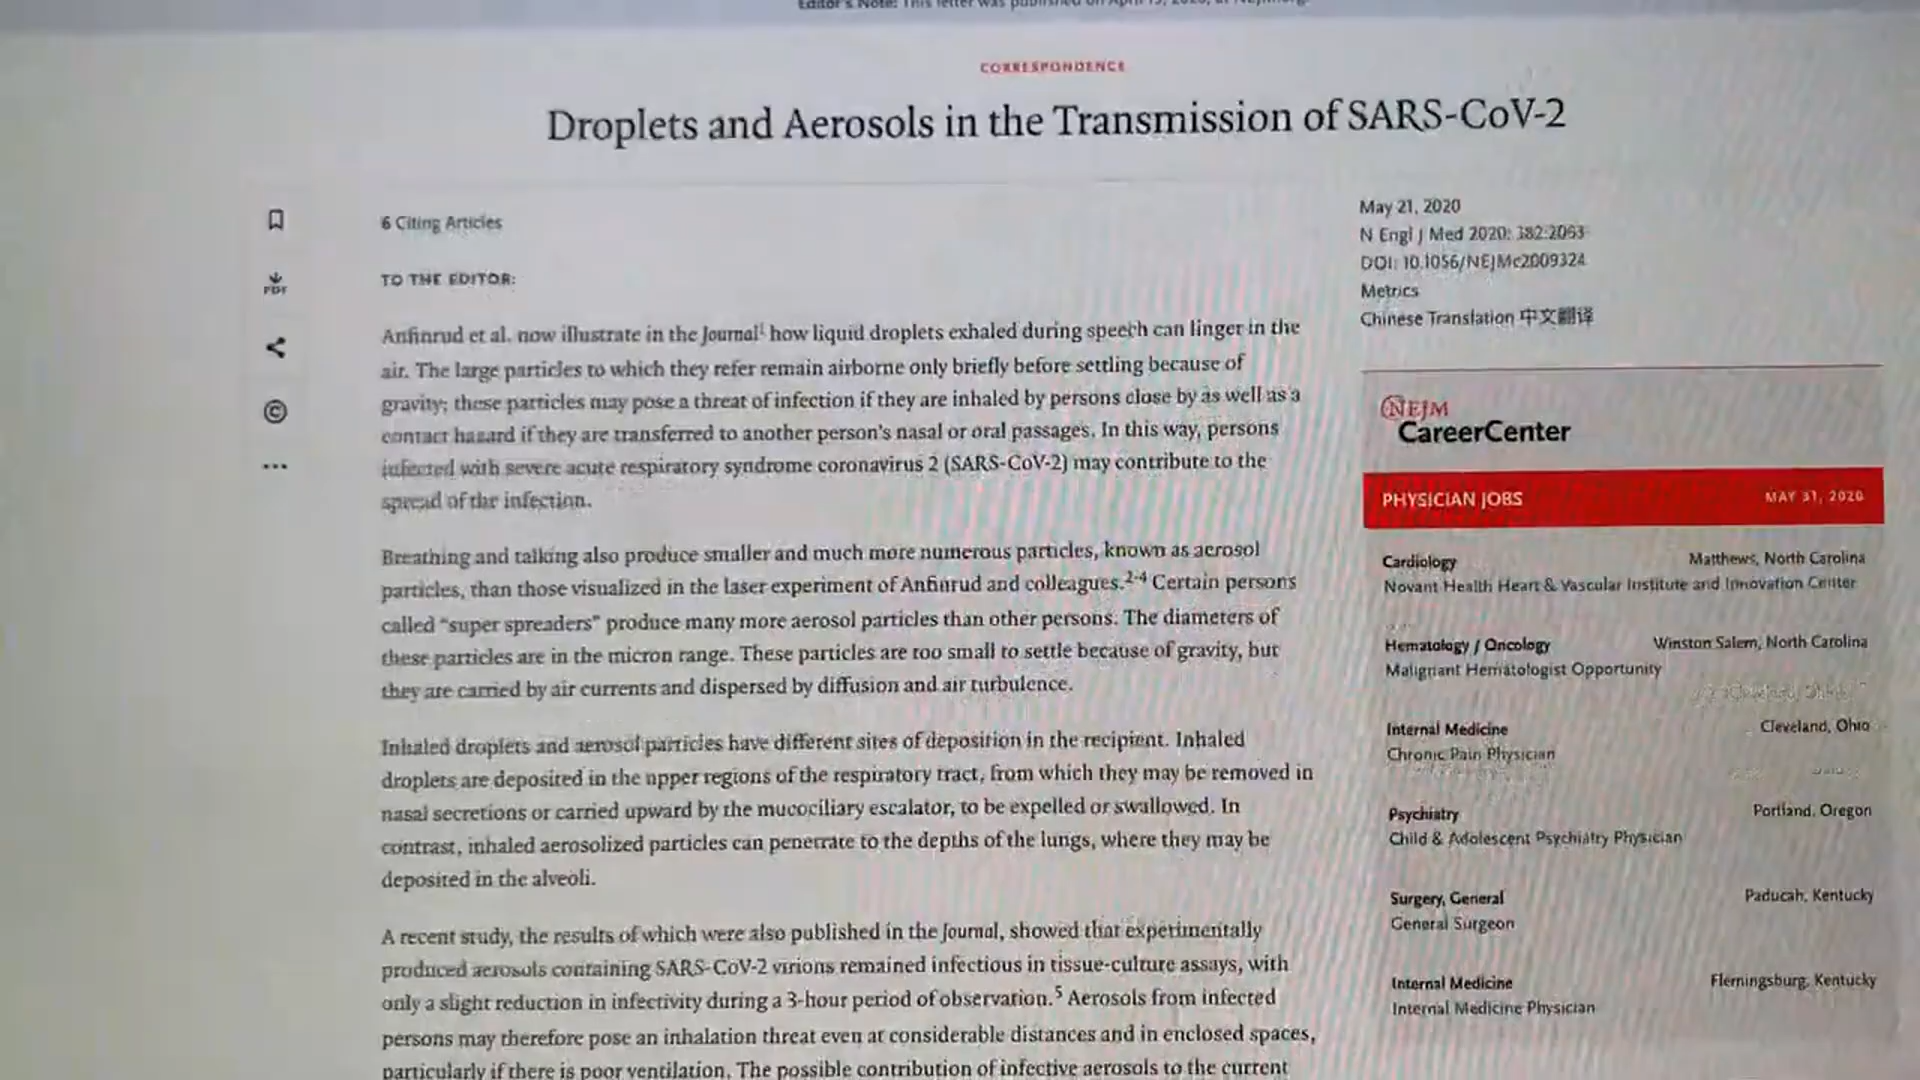 Editor's Note: This letter was published on April 15, 2020, at NEJM.org.
CORRESPONDENCE
Droplets and Aerosols in the Transmission of SARS-CoV-2
6 Citing Articles
TO THE EDITOR:
Anfinrud et al. now illustrate in the Journal¹ how liquid droplets exhaled during speech can linger in the
air. The large particles to which they refer remain airborne only briefly before settling because of
gravity; these particles may pose a threat of infection if they are inhaled by persons close by as well as a
contact hazard if they are transferred to another person's nasal or oral passages. In this way, persons
infected with severe acute respiratory syndrome coronavirus 2 (SARS-CoV-2) may contribute to the
spread of the infection.
Breathing and talking also produce smaller and much more numerous particles, known as aerosol
particles, than those visualized in the laser experiment of Anfinrud and colleagues.²⁻⁴ Certain persons
called “super spreaders” produce many more aerosol particles than other persons. The diameters of
these particles are in the micron range. These particles are too small to settle because of gravity, but
they are carried by air currents and dispersed by diffusion and air turbulence.
Inhaled droplets and aerosol particles have different sites of deposition in the recipient. Inhaled
droplets are deposited in the upper regions of the respiratory tract, from which they may be removed in
nasal secretions or carried upward by the mucociliary escalator, to be expelled or swallowed. In
contrast, inhaled aerosolized particles can penetrate to the depths of the lungs, where they may be
deposited in the alveoli.
A recent study, the results of which were also published in the Journal, showed that experimentally
produced aerosols containing SARS-CoV-2 virions remained infectious in tissue-culture assays, with
only a slight reduction in infectivity during a 3-hour period of observation.⁵ Aerosols from infected
persons may therefore pose an inhalation threat even at considerable distances and in enclosed spaces,
particularly if there is poor ventilation. The possible contribution of infective aerosols to the current
PDF
May 21, 2020
N Engl J Med 2020; 382:2063
DOI: 10.1056/NEJMc2009324
Metrics
Chinese Translation 中文翻译
NEJM
CareerCenter
PHYSICIAN JOBS MAY 31, 2020
Cardiology Matthews, North Carolina
Novant Health Heart & Vascular Institute and Innovation Center
Hematology / Oncology Winston Salem, North Carolina
Malignant Hematologist Opportunity
Internal Medicine Cleveland, Ohio
Chronic Pain Physician
Psychiatry Portland, Oregon
Child & Adolescent Psychiatry Physician
Surgery, General Paducah, Kentucky
General Surgeon
Internal Medicine Flemingsburg, Kentucky
Internal Medicine Physician